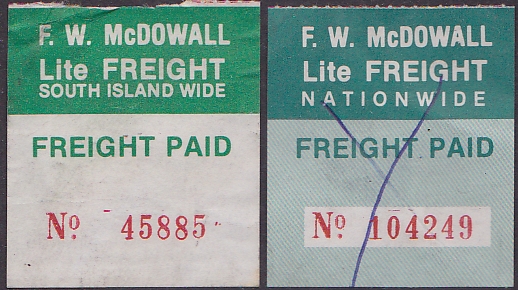 F. W. McDOWALL
Lite FREIGHT
SOUTH ISLAND WIDE
FREIGHT PAID
Nº 45885
F. W. McDOWALL
Lite FREIGHT
NATIONWIDE
FREIGHT PAID
Nº 104249